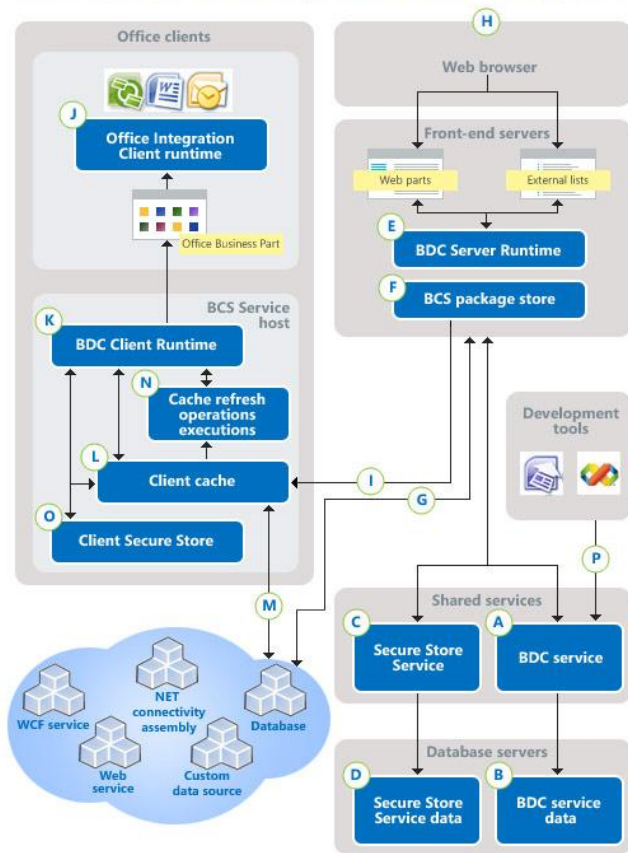 Office clients
J
Office Integration
Client runtime
Office Business Part
BCS Service
host
K
BDC Client Runtime
N
Cache refresh
operations
executions
L
Client cache
O
Client Secure Store
H
Web browser
Front-end servers
Web parts
External lists
E
BDC Server Runtime
F
BCS package store
I
G
M
Development
tools
P
Shared services
C
Secure Store
Service
A
BDC service
Database servers
D
Secure Store
Service data
B
BDC service
data
WCF service
NET
connectivity
assembly
Database
Web
service
Custom
data source